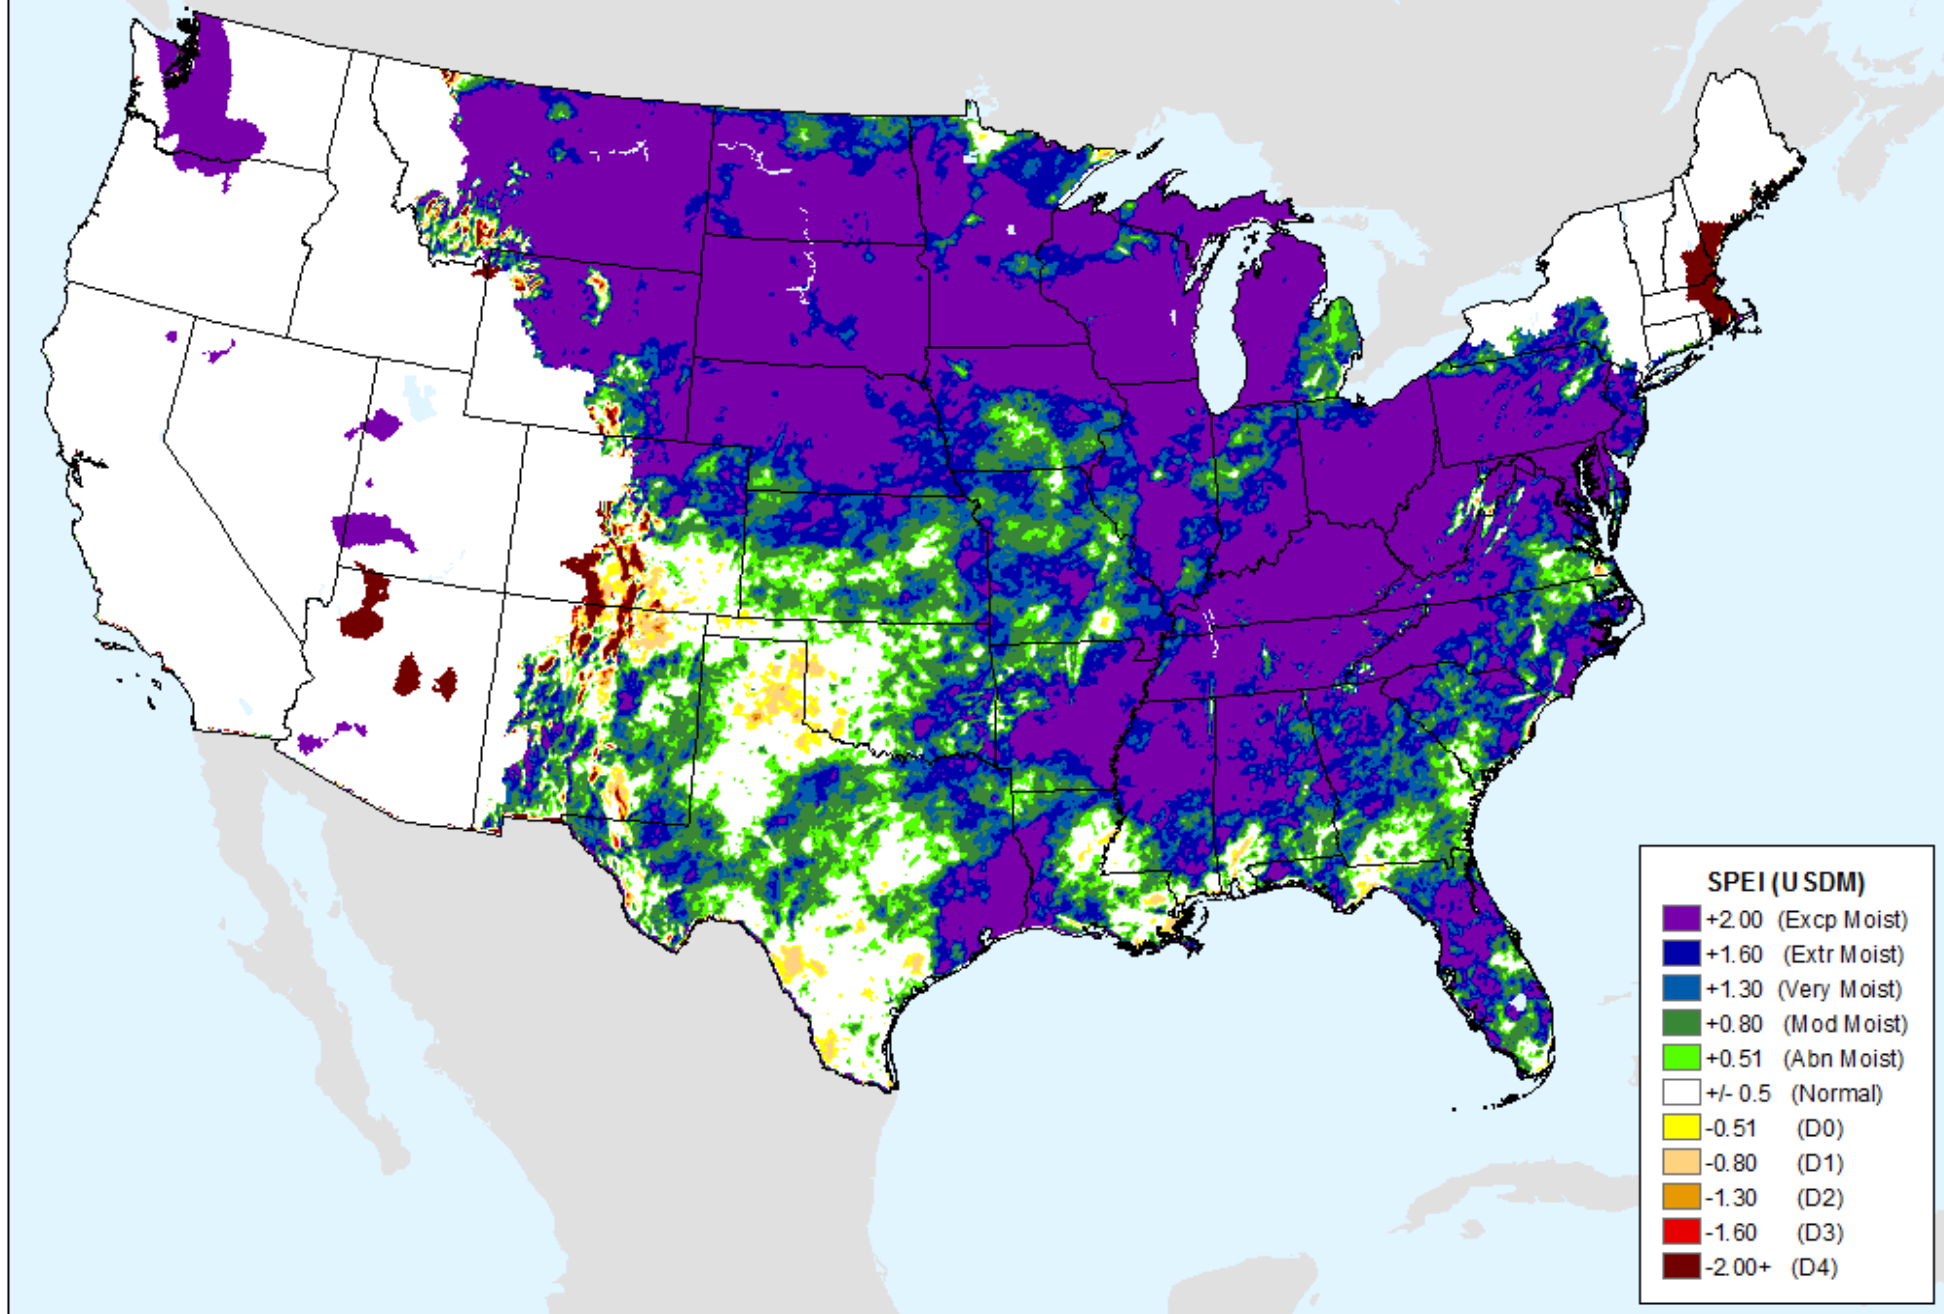 SPEI (USDM)
+2.00 (Excp Moist)
+1.60 (Extr Moist)
+1.30 (Very Moist)
+0.80 (Mod Moist)
+0.51 (Abn Moist)
+/- 0.5 (Normal)
-0.51 (D0)
-0.80 (D1)
-1.30 (D2)
-1.60 (D3)
-2.00+ (D4)